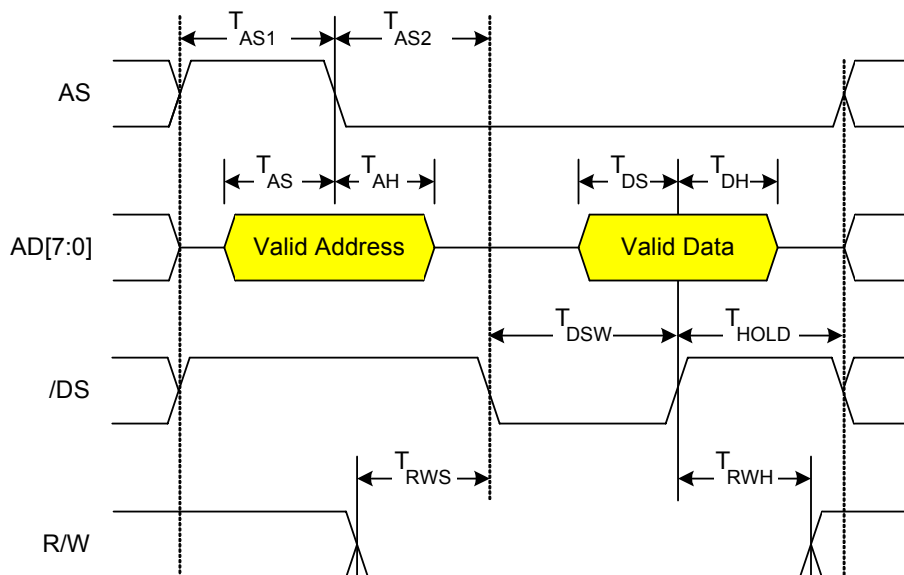 TAS1 TAS2
AS
TAS TAH TDS TDH
AD[7:0] Valid Address Valid Data
TDSW THOLD
/DS
TRWS TRWH
R/W